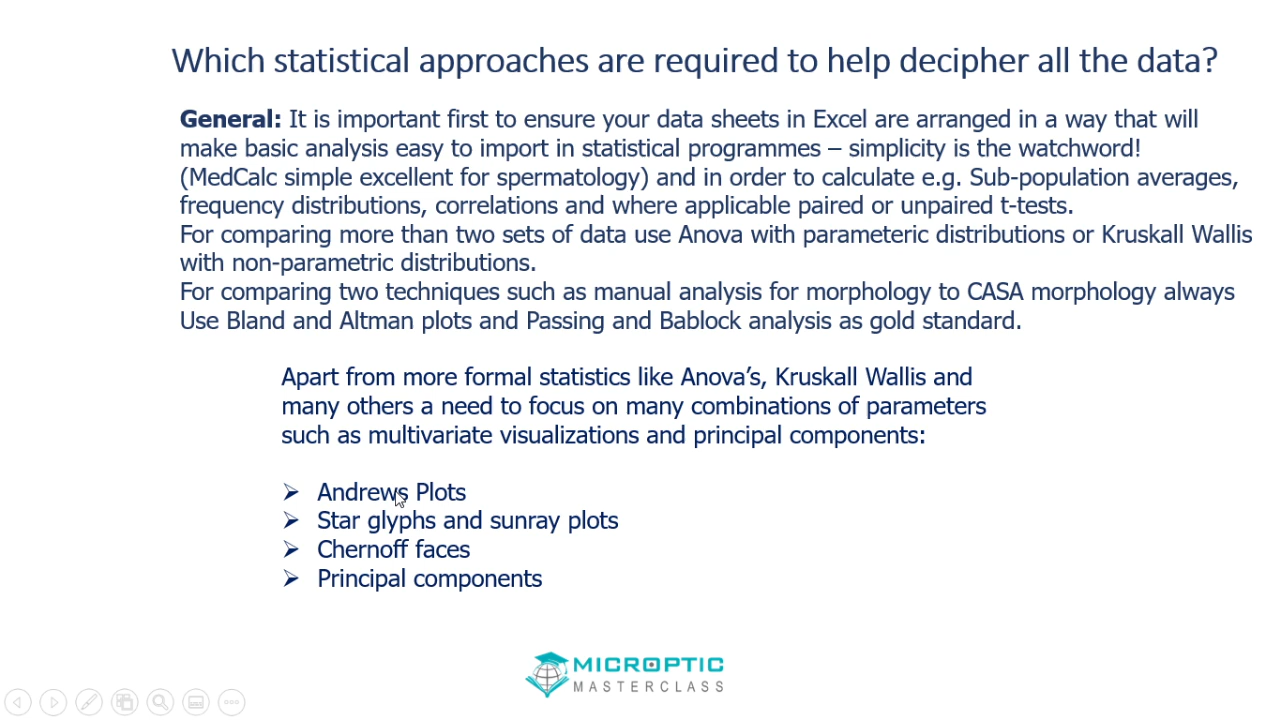 Which statistical approaches are required to help decipher all the data?
General: It is important first to ensure your data sheets in Excel are arranged in a way that will
make basic analysis easy to import in statistical programmes – simplicity is the watchword!
(MedCalc simple excellent for spermatology) and in order to calculate e.g. Sub-population averages,
frequency distributions, correlations and where applicable paired or unpaired t-tests.
For comparing more than two sets of data use Anova with parameteric distributions or Kruskall Wallis
with non-parametric distributions.
For comparing two techniques such as manual analysis for morphology to CASA morphology always
Use Bland and Altman plots and Passing and Bablock analysis as gold standard.
Apart from more formal statistics like Anova's, Kruskall Wallis and
many others a need to focus on many combinations of parameters
such as multivariate visualizations and principal components:
➢ Andrews Plots
➢ Star glyphs and sunray plots
➢ Chernoff faces
➢ Principal components
MICROPTIC
MASTERCLASS